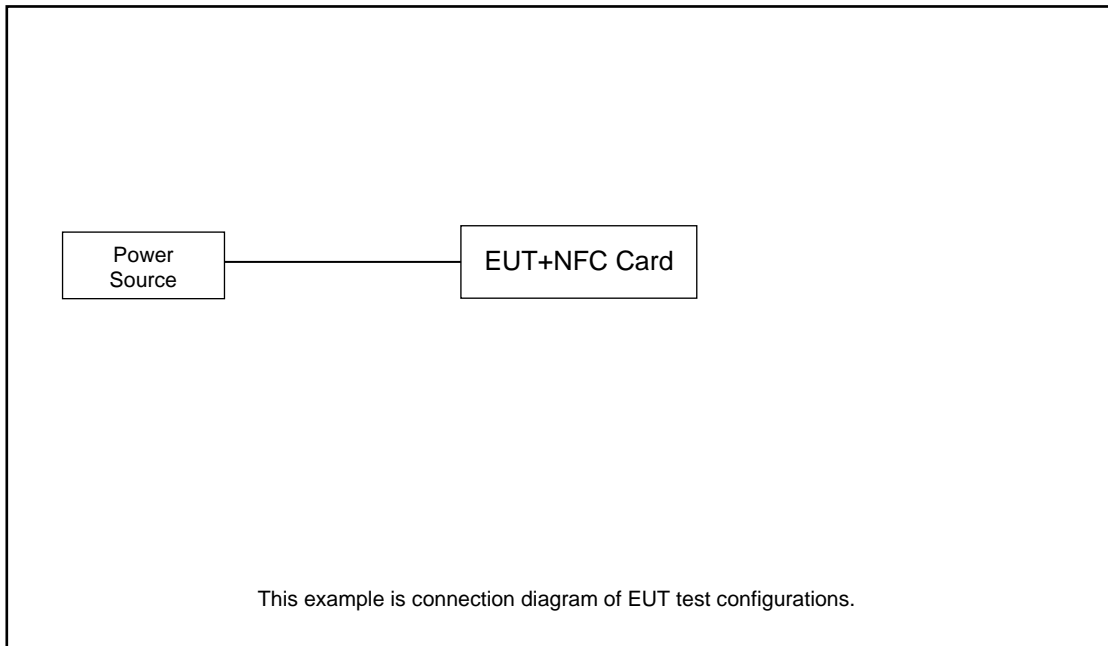 Power
Source
EUT+NFC Card
This example is connection diagram of EUT test configurations.